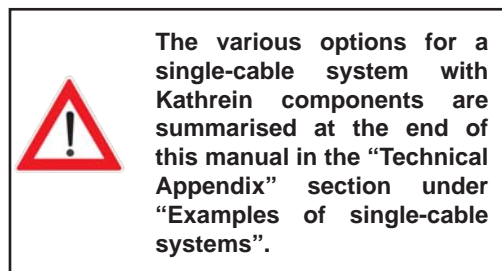 The various options for a
single-cable system with
Kathrein components are
summarised at the end of
this manual in the “Technical
Appendix” section under
“Examples of single-cable
systems”.